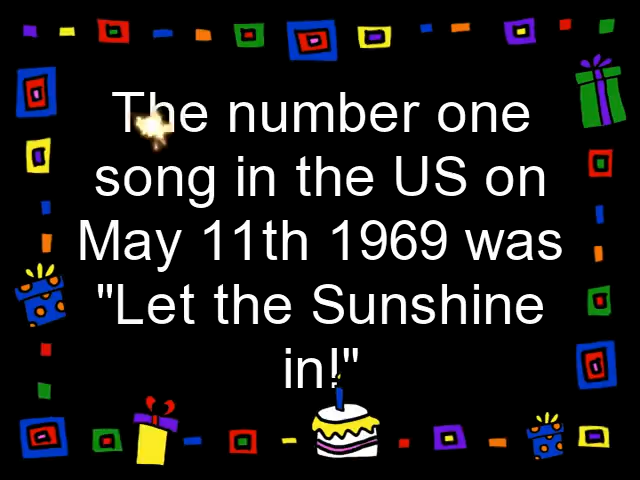 The number one
song in the US on
May 11th 1969 was
"Let the Sunshine
in!"